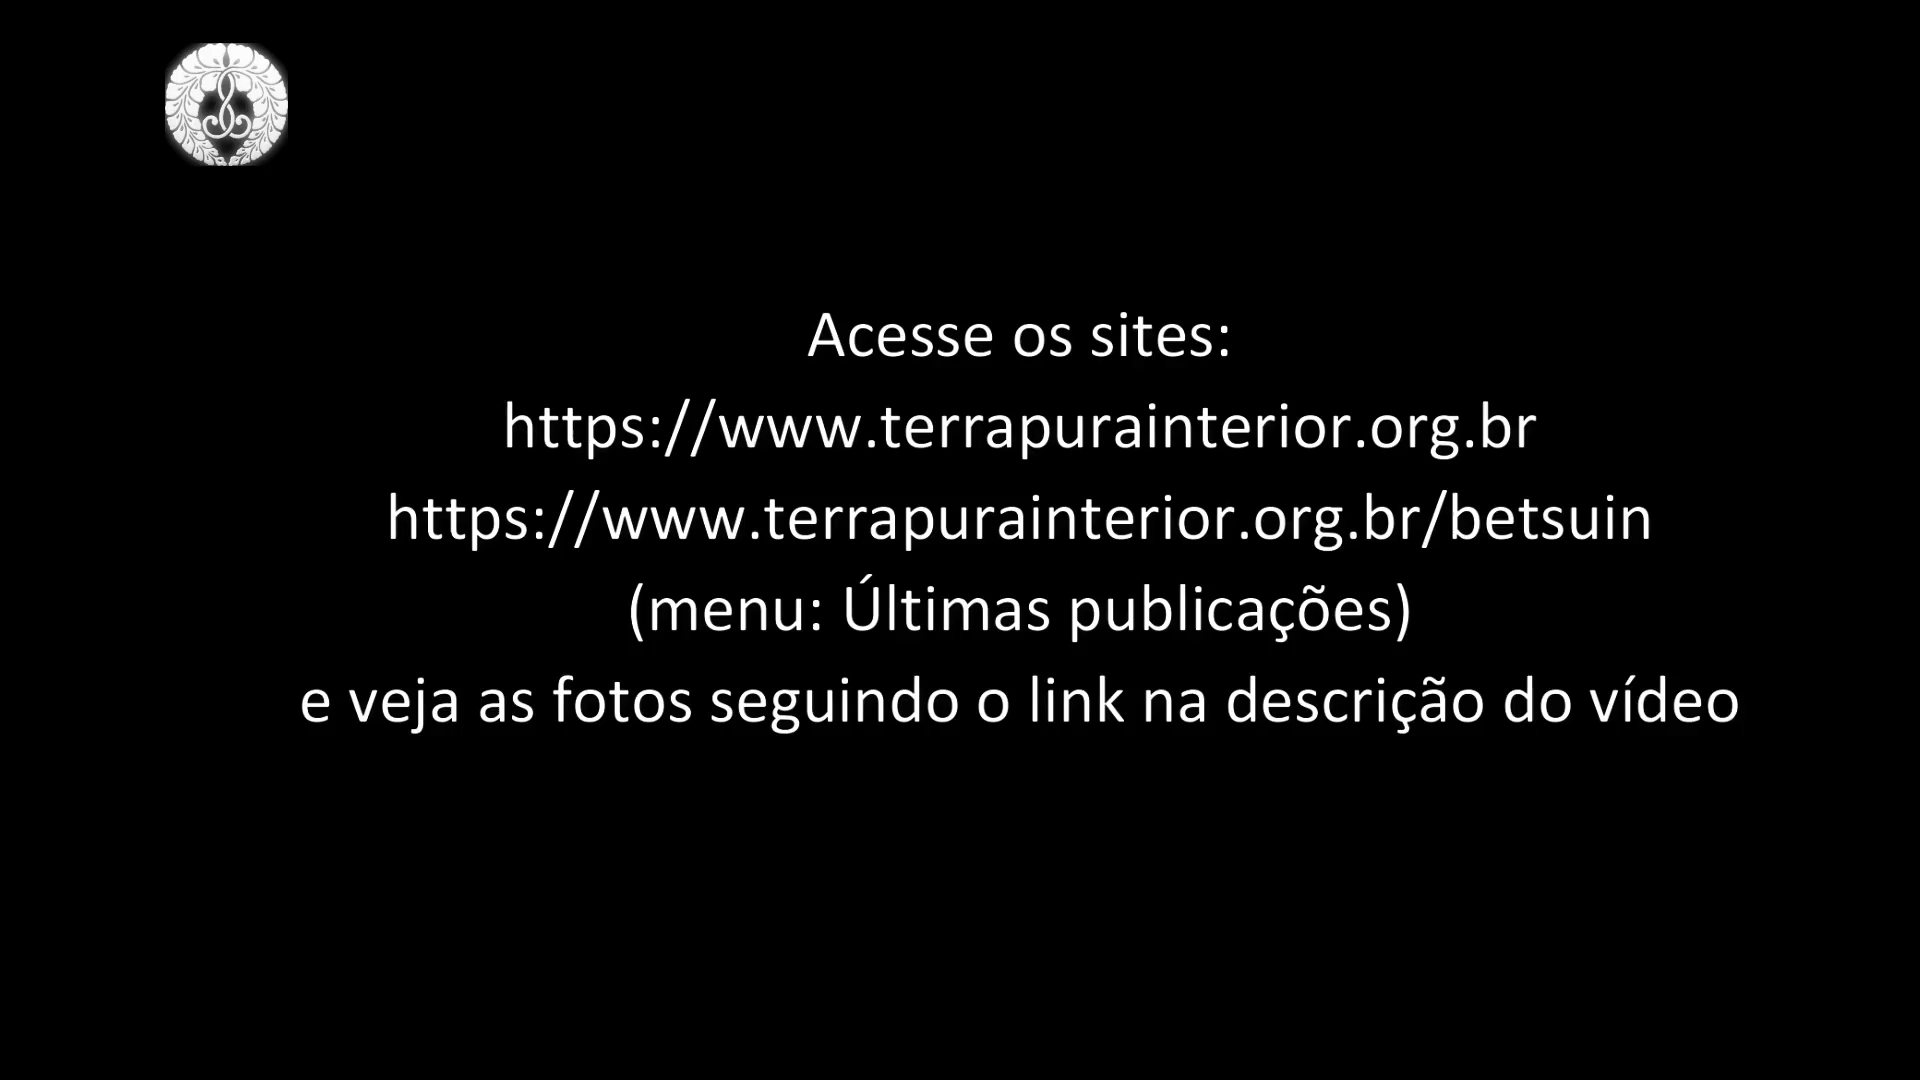 Acesse os sites:
https://www.terrapurainterior.org.br
https://www.terrapurainterior.org.br/betsuin
(menu: Últimas publicações)
e veja as fotos seguindo o link na descrição do vídeo